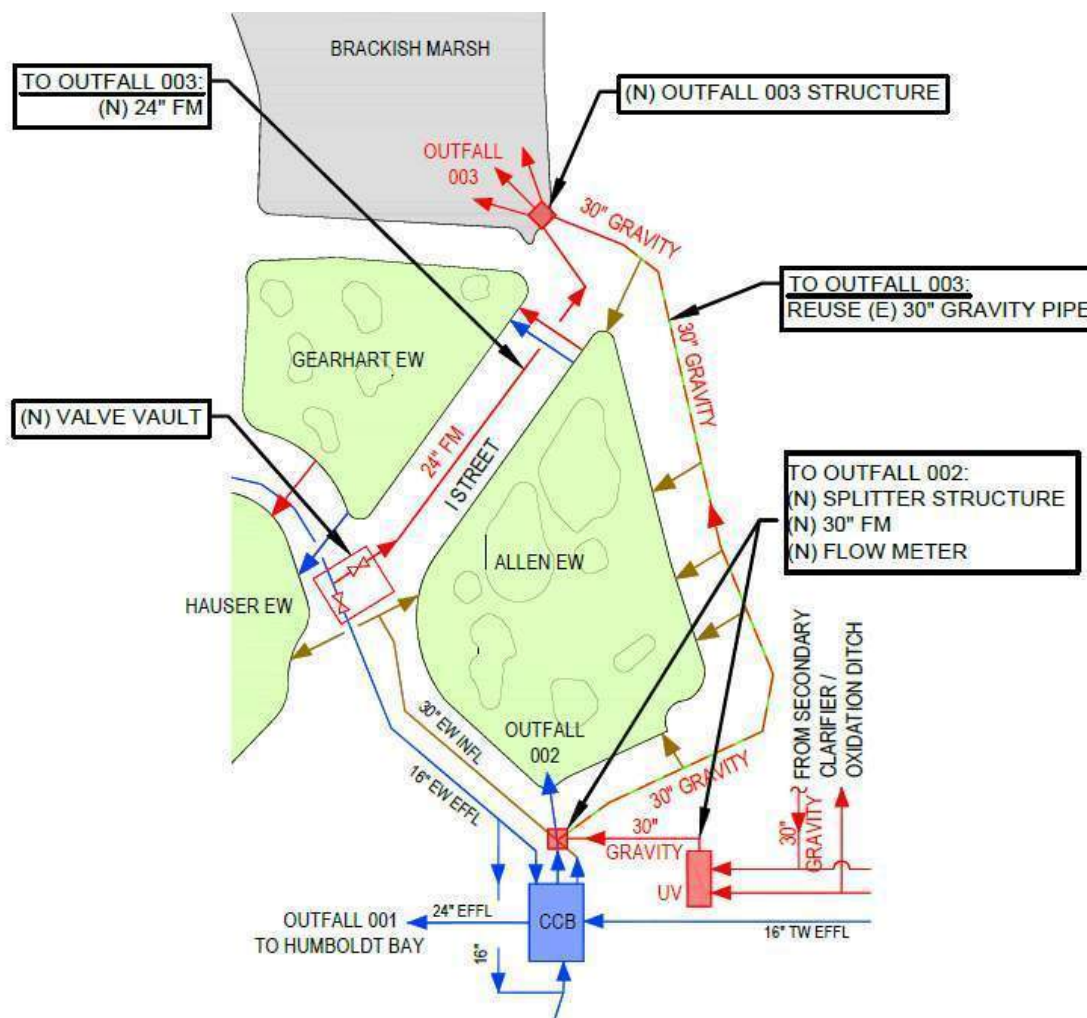 BRACKISH MARSH
TO OUTFALL 003:
(N) 24" FM
(N) OUTFALL 003 STRUCTURE
OUTFALL
003
30" GRAVITY
TO OUTFALL 003:
REUSE (E) 30" GRAVITY PIPE
30" GRAVITY
GEARHART EW
(N) VALVE VAULT
24" FM
I STREET
TO OUTFALL 002:
(N) SPLITTER STRUCTURE
(N) 30" FM
(N) FLOW METER
ALLEN EW
HAUSER EW
FROM SECONDARY
CLARIFIER /
OXIDATION DITCH
30" EW INFL
16" EW EFFL
OUTFALL
002
30" GRAVITY
30"
GRAVITY
30"
GRAVITY
UV
OUTFALL 001
TO HUMBOLDT BAY
24" EFFL
CCB
16" TW EFFL
16"